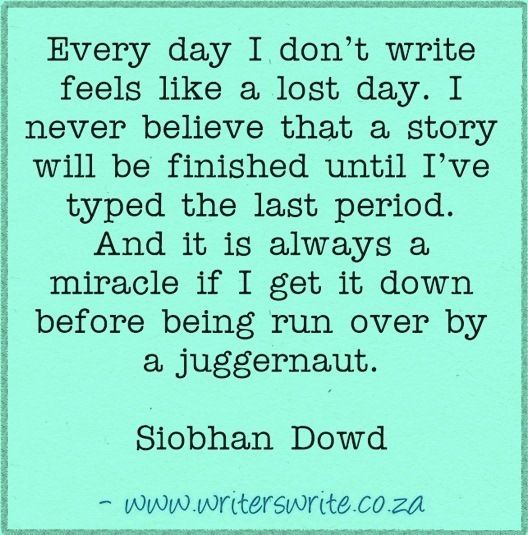 Every day I don't write
feels like a lost day. I
never believe that a story
will be finished until I've
typed the last period.
And it is always a
miracle if I get it down
before being run over by
a juggernaut.
Siobhan Dowd
- www.writerswrite.co.za